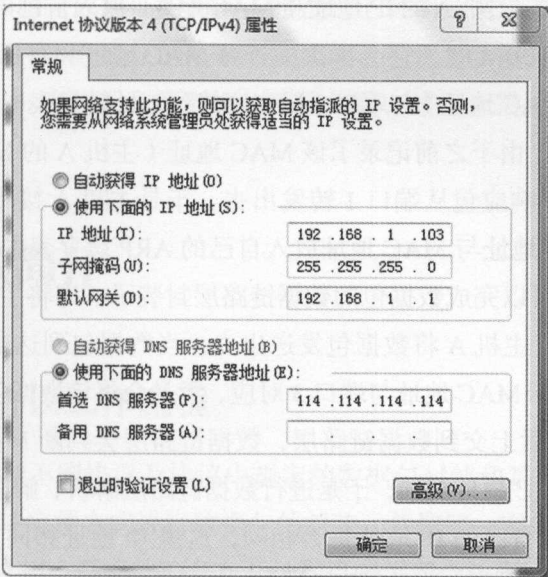 Internet 协议版本 4 (TCP/IPv4) 属性
常规
如果网络支持此功能，则可以获取自动指派的 IP 设置。否则，
您需要从网络系统管理员处获得适当的 IP 设置。
自动获得 IP 地址(O)
使用下面的 IP 地址(S):
IP 地址(I): 192 .168 . 1 .103
子网掩码(U): 255 .255 .255 . 0
默认网关(D): 192 .168 . 1 . 1
自动获得 DNS 服务器地址(B)
使用下面的 DNS 服务器地址(E):
首选 DNS 服务器(P): 114 .114 .114 .114
备用 DNS 服务器(A): . . .
退出时验证设置(L)
高级(V)...
确定 取消